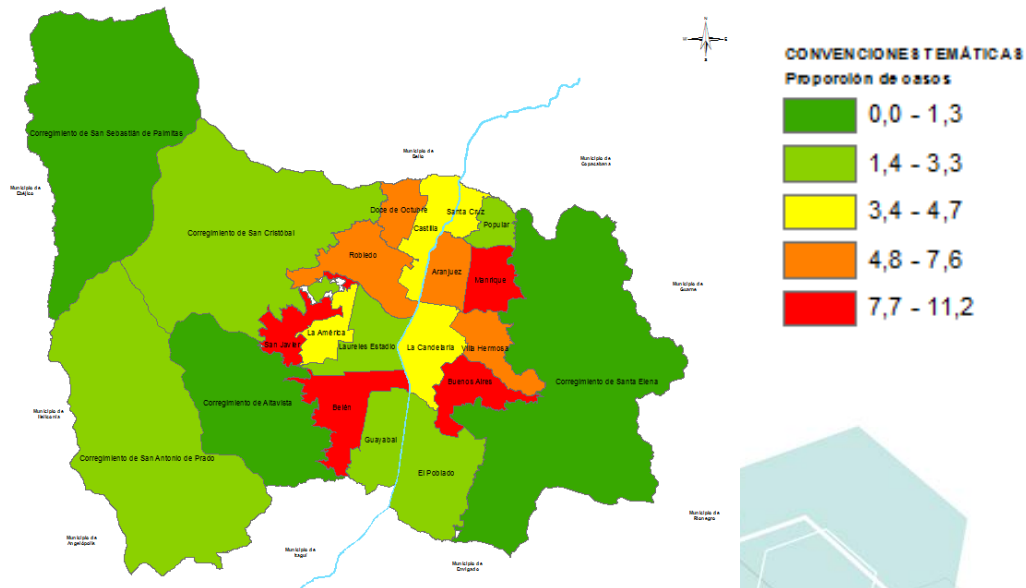 N
E
CONVENCIONES TEMÁTICAS
Proporción de casos
0,0 - 1,3
1,4 - 3,3
3,4 - 4,7
4,8 - 7,6
7,7 - 11,2
Corregimiento de San Sebastián de Palmitas
Municipio de
Bello
Municipio de
Copacabana
Municipio de
Ebéjico
Doce de Octubre
Santa Cruz
Castilla
Popular
Corregimiento de San Cristóbal
Robledo
Aranjuez
Manrique
Municipio de
Guarne
La América
San Javier
Laureles Estadio
La Candelaria
Villa Hermosa
Buenos Aires
Corregimiento de Santa Elena
Corregimiento de Altavista
Belén
Municipio de
Heliconia
Guayabal
Corregimiento de San Antonio de Prado
El Poblado
Municipio de
Rionegro
Municipio de
Angelópolis
Municipio de
Itagüí
Municipio de
Envigado